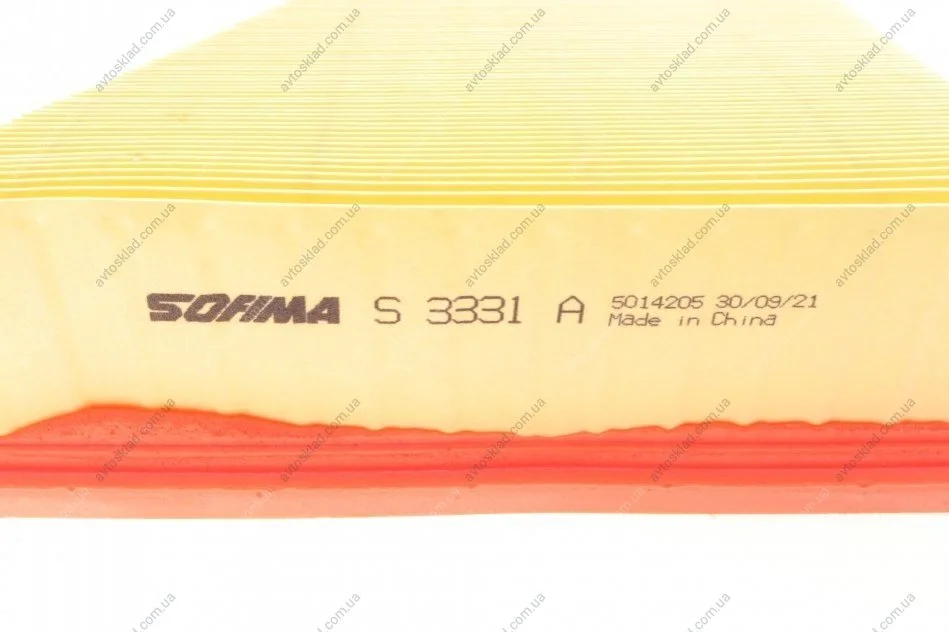 SOFIMA S 3331 A 5014205 30/09/21
Made in China
avtosklad.com.ua